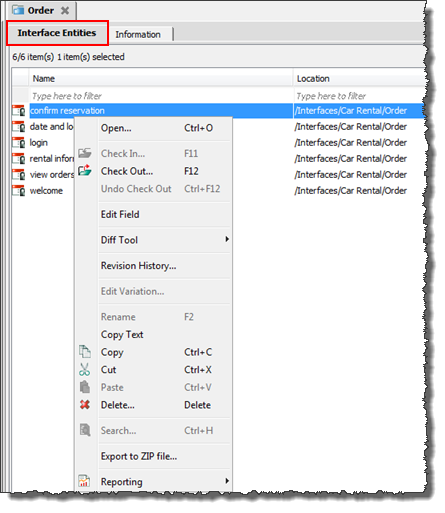 Order
Interface Entities Information
6/6 item(s) 1 item(s) selected
Name Location
Type here to filter Type here to filter
confirm reservation /Interfaces/Car Rental/Order
date and lo /Interfaces/Car Rental/Order
login /Interfaces/Car Rental/Order
rental inforn /Interfaces/Car Rental/Order
view orders /Interfaces/Car Rental/Order
welcome /Interfaces/Car Rental/Order
Open... Ctrl+O
Check In... F11
Check Out... F12
Undo Check Out Ctrl+F12
Edit Field
Diff Tool
Revision History...
Edit Variation...
Rename F2
Copy Text
Copy Ctrl+C
Cut Ctrl+X
Paste Ctrl+V
Delete... Delete
Search... Ctrl+H
Export to ZIP file...
Reporting